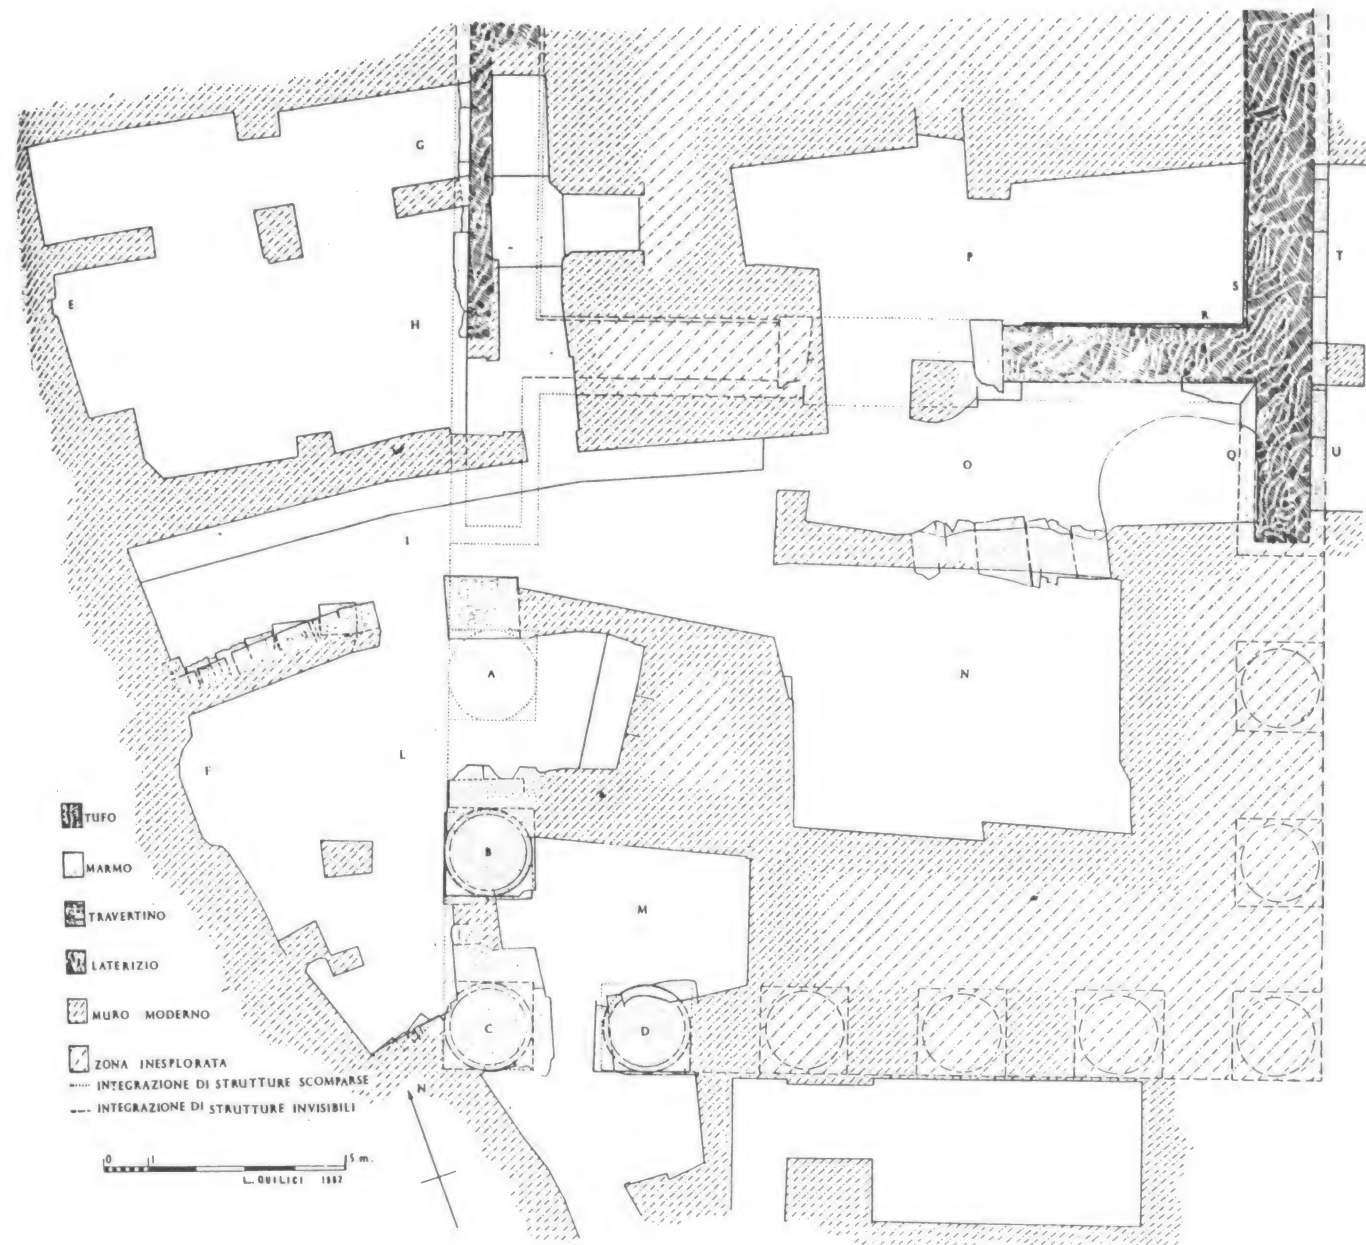 G
P
T
S
E
H
R
O
Q
U
I
A
N
L
F
B
M
C
D
TUFO
MARMO
TRAVERTINO
LATERIZIO
MURO MODERNO
ZONA INESPLORATA
INTEGRAZIONE DI STRUTTURE SCOMPARSE
INTEGRAZIONE DI STRUTTURE INVISIBILI
N
0 1 5 m.
L. QUILICI